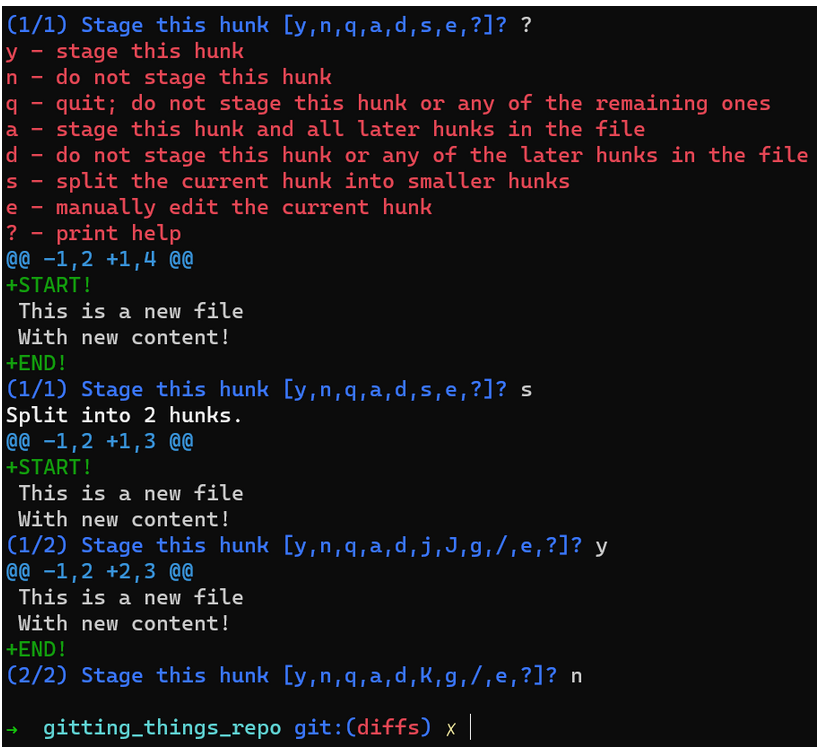 (1/1) Stage this hunk [y,n,q,a,d,s,e,?]? ?
y - stage this hunk
n - do not stage this hunk
q - quit; do not stage this hunk or any of the remaining ones
a - stage this hunk and all later hunks in the file
d - do not stage this hunk or any of the later hunks in the file
s - split the current hunk into smaller hunks
e - manually edit the current hunk
? - print help
@@ -1,2 +1,4 @@
+START!
 This is a new file
 With new content!
+END!
(1/1) Stage this hunk [y,n,q,a,d,s,e,?]? s
Split into 2 hunks.
@@ -1,2 +1,3 @@
+START!
 This is a new file
 With new content!
(1/2) Stage this hunk [y,n,q,a,d,j,J,g,/,e,?]? y
@@ -1,2 +2,3 @@
 This is a new file
 With new content!
+END!
(2/2) Stage this hunk [y,n,q,a,d,K,g,/,e,?]? n
→ gitting_things_repo git:(diffs) ✗